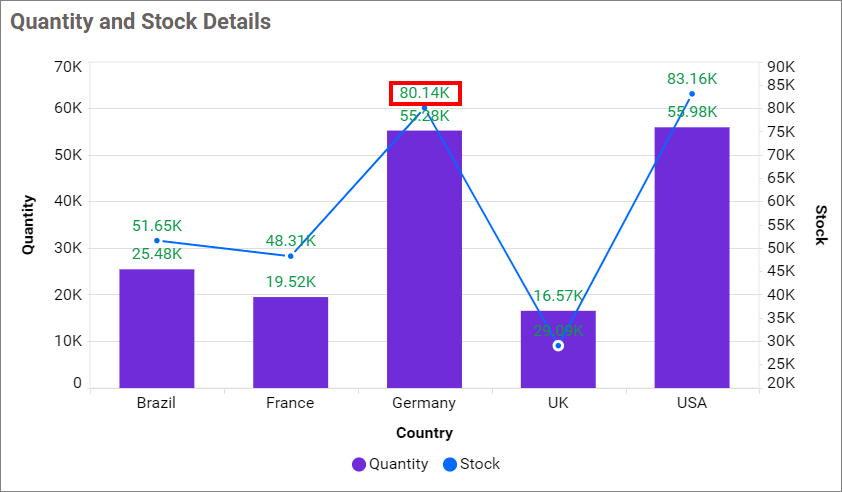 Quantity and Stock Details
70K
60K
50K
40K
30K
20K
10K
0
Quantity
51.65K
25.48K
48.31K
19.52K
80.14K
55.28K
16.57K
29.09K
83.16K
55.98K
90K
85K
80K
75K
70K
65K
60K
55K
50K
45K
40K
35K
30K
25K
20K
Stock
Brazil France Germany UK USA
Country
Quantity Stock